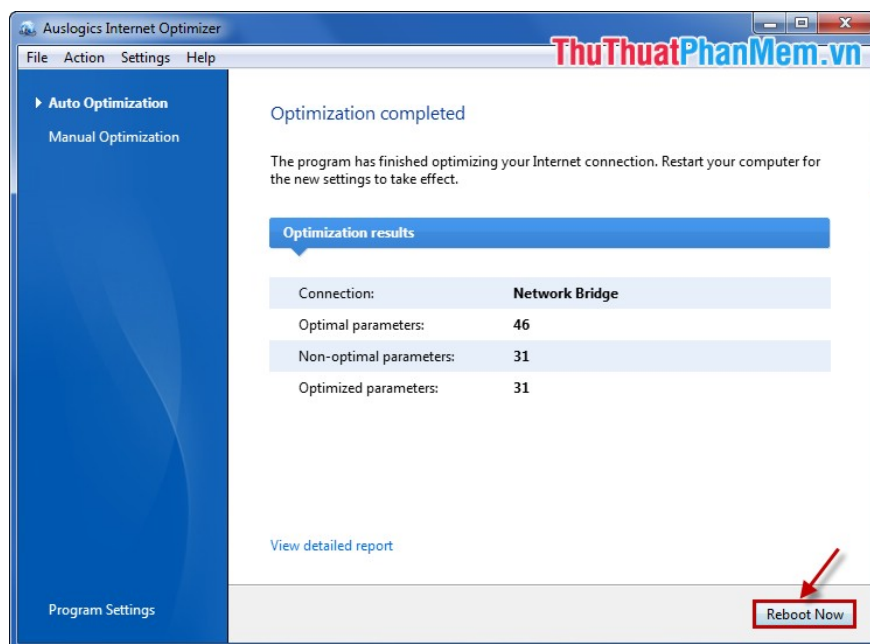 Auslogics Internet Optimizer
File Action Settings Help
ThuThuatPhanMem.vn
Auto Optimization
Manual Optimization
Optimization completed
The program has finished optimizing your Internet connection. Restart your computer for
the new settings to take effect.
Optimization results
Connection: Network Bridge
Optimal parameters: 46
Non-optimal parameters: 31
Optimized parameters: 31
View detailed report
Program Settings
Reboot Now